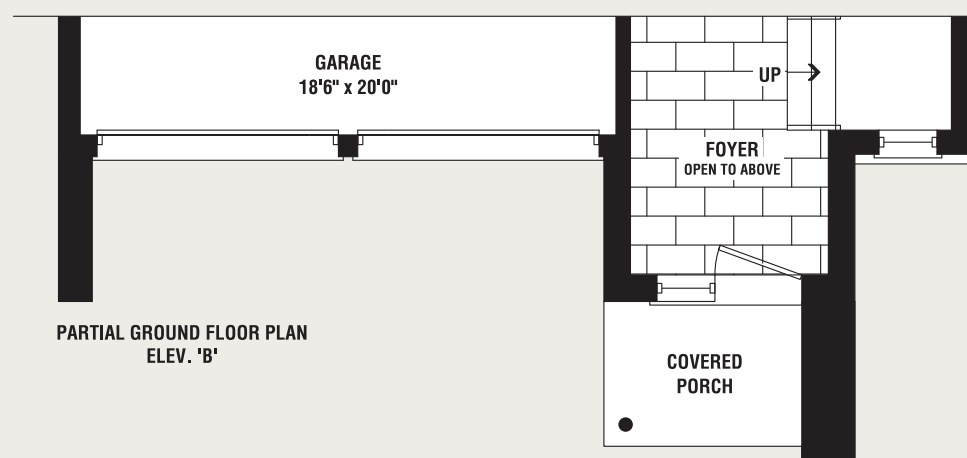 GARAGE
18'6" x 20'0"
UP
FOYER
OPEN TO ABOVE
PARTIAL GROUND FLOOR PLAN
ELEV. 'B'
COVERED
PORCH